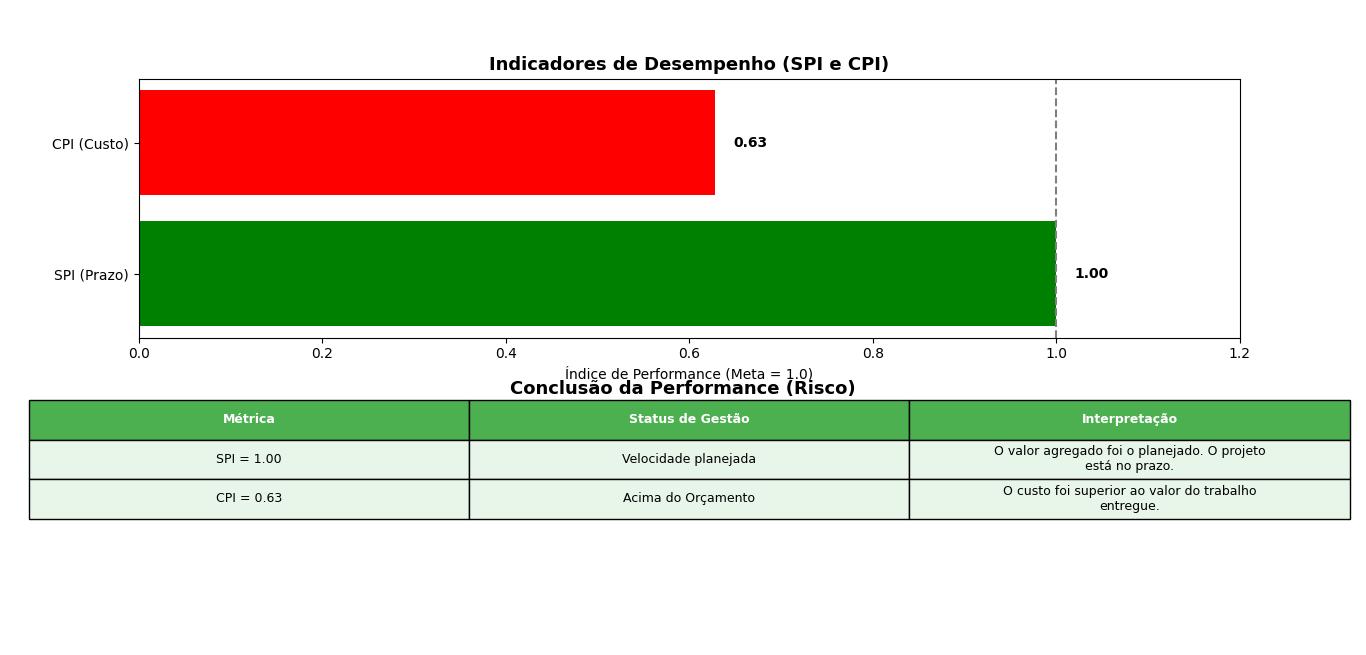 Indicadores de Desempenho (SPI e CPI)
CPI (Custo)
0.63
SPI (Prazo)
1.00
0.0 0.2 0.4 0.6 0.8 1.0 1.2
Índice de Performance (Meta = 1.0)
Conclusão da Performance (Risco)
Métrica Status de Gestão Interpretação
SPI = 1.00 Velocidade planejada O valor agregado foi o planejado. O projeto
está no prazo.
CPI = 0.63 Acima do Orçamento O custo foi superior ao valor do trabalho
entregue.